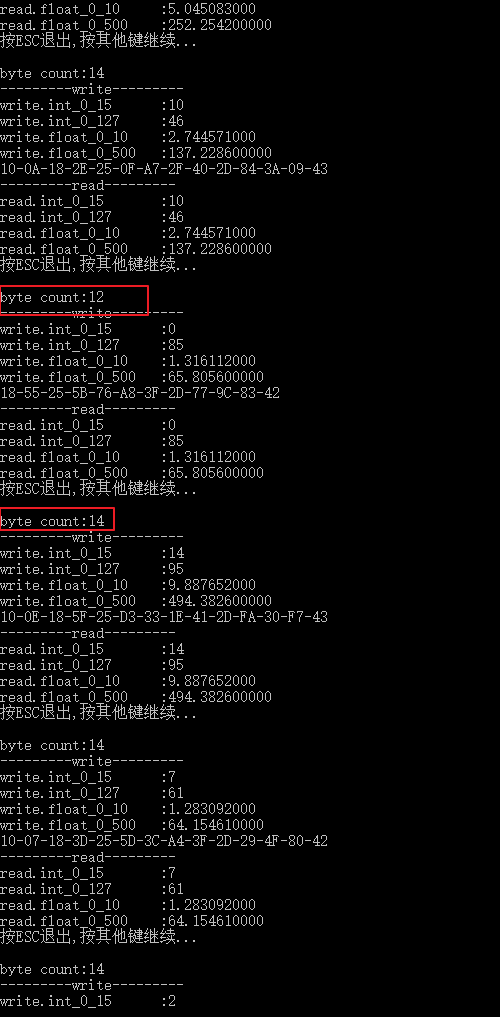 read.float_0_10 :5.045083000
read.float_0_500 :252.254200000
按ESC退出,按其他键继续...
byte count:14
---------write---------
write.int_0_15 :10
write.int_0_127 :46
write.float_0_10 :2.744571000
write.float_0_500 :137.228600000
10-0A-18-2E-25-0F-A7-2F-40-2D-84-3A-09-43
---------read---------
read.int_0_15 :10
read.int_0_127 :46
read.float_0_10 :2.744571000
read.float_0_500 :137.228600000
按ESC退出,按其他键继续...
byte count:12
---------write---------
write.int_0_15 :0
write.int_0_127 :85
write.float_0_10 :1.316112000
write.float_0_500 :65.805600000
18-55-25-5B-76-A8-3F-2D-77-9C-83-42
---------read---------
read.int_0_15 :0
read.int_0_127 :85
read.float_0_10 :1.316112000
read.float_0_500 :65.805600000
按ESC退出,按其他键继续...
byte count:14
---------write---------
write.int_0_15 :14
write.int_0_127 :95
write.float_0_10 :9.887652000
write.float_0_500 :494.382600000
10-0E-18-5F-25-D3-33-1E-41-2D-FA-30-F7-43
---------read---------
read.int_0_15 :14
read.int_0_127 :95
read.float_0_10 :9.887652000
read.float_0_500 :494.382600000
按ESC退出,按其他键继续...
byte count:14
---------write---------
write.int_0_15 :7
write.int_0_127 :61
write.float_0_10 :1.283092000
write.float_0_500 :64.154610000
10-07-18-3D-25-5D-3C-A4-3F-2D-29-4F-80-42
---------read---------
read.int_0_15 :7
read.int_0_127 :61
read.float_0_10 :1.283092000
read.float_0_500 :64.154610000
按ESC退出,按其他键继续...
byte count:14
---------write---------
write.int_0_15 :2